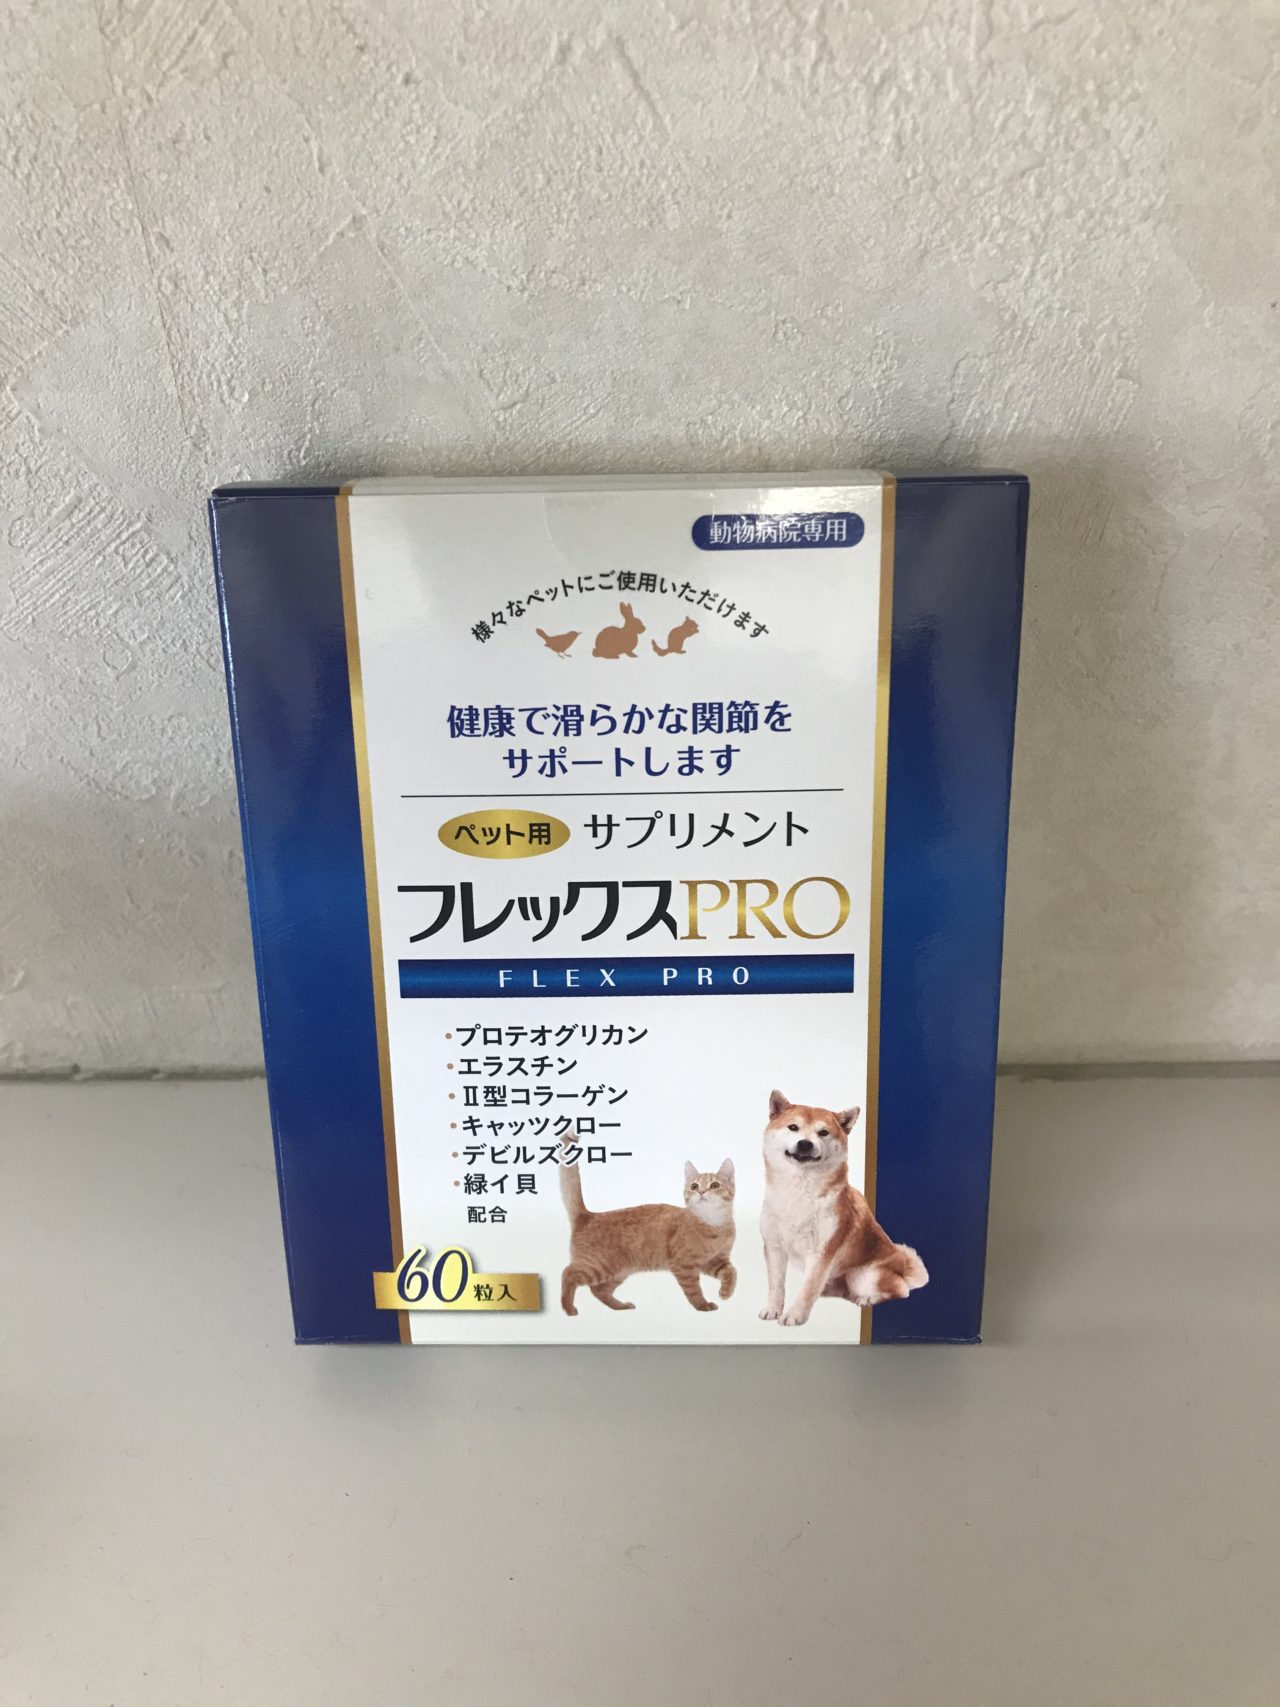 動物病院専用
様々なペットにご使用いただけます
健康で滑らかな関節を
サポートします
ペット用 サプリメント
フレックスPRO
FLEX PRO
・プロテオグリカン
・エラスチン
・Ⅱ型コラーゲン
・キャッツクロー
・デビルズクロー
・緑イ貝
配合
60粒入